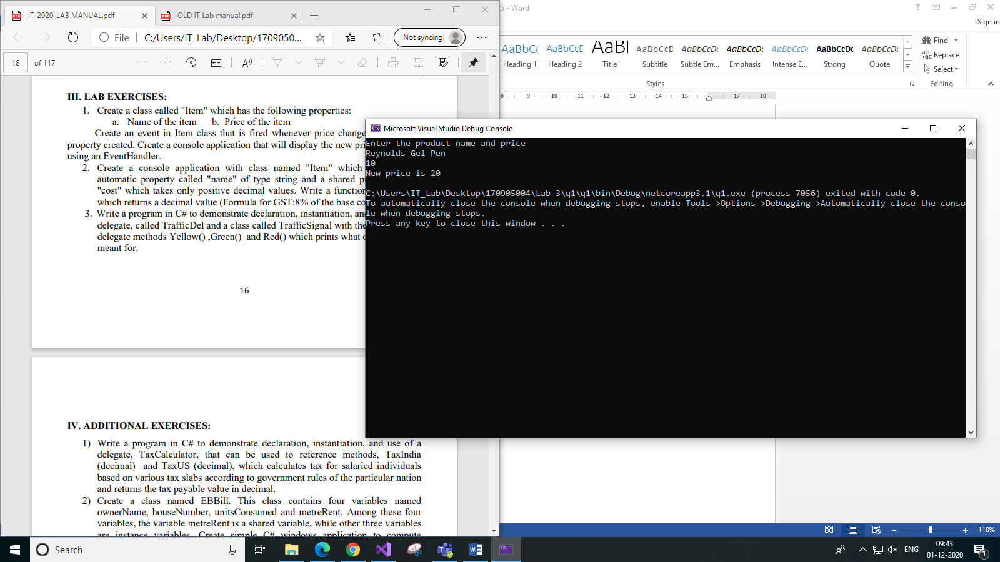 IT-2020-LAB MANUAL.pdf
OLD IT Lab manual.pdf
File
C:/Users/IT_Lab/Desktop/1709050...
Not syncing
18
of 117
III. LAB EXERCISES:
1. Create a class called "Item" which has the following properties:
a. Name of the item b. Price of the item
Create an event in Item class that is fired whenever price change
property created. Create a console application that will display the new pri
using an EventHandler.
2. Create a console application with class named "Item" which
automatic property called "name" of type string and a shared p
"cost" which takes only positive decimal values. Write a function
which returns a decimal value (Formula for GST:8% of the base co
3. Write a program in C# to demonstrate declaration, instantiation, an
delegate, called TrafficDel and a class called TrafficSignal with the
delegate methods Yellow() ,Green() and Red() which prints what
meant for.
16
IV. ADDITIONAL EXERCISES:
1) Write a program in C# to demonstrate declaration, instantiation, and use of a
delegate, TaxCalculator, that can be used to reference methods, TaxIndia
(decimal) and TaxUS (decimal), which calculates tax for salaried individuals
based on various tax slabs according to government rules of the particular nation
and returns the tax payable value in decimal.
2) Create a class named EBBill. This class contains four variables named
ownerName, houseNumber, unitsConsumed and metreRent. Among these four
variables, the variable metreRent is a shared variable, while other three variables
are instance variables. Create simple C# windows application to compute
- Word
Sign in
AaBbCc AaBbCcD AaBl AaBbCcD AaBbCcDc AaBbCcDc AaBbCcDc AaBbCcDc AaBbCcDc
Heading 1 Heading 2 Title Subtitle Subtle Em... Emphasis Intense E... Strong Quote
Styles
Find
Replace
Select
Editing
8 9 10 11 12 13 14 15 17 18
Microsoft Visual Studio Debug Console
Enter the product name and price
Reynolds Gel Pen
10
New price is 20
C:\Users\IT_Lab\Desktop\170905004\Lab 3\q1\q1\bin\Debug\netcoreapp3.1\q1.exe (process 7056) exited with code 0.
To automatically close the console when debugging stops, enable Tools->Options->Debugging->Automatically close the conso
le when debugging stops.
Press any key to close this window . . .
110%
Search
ENG
09:43
01-12-2020
1